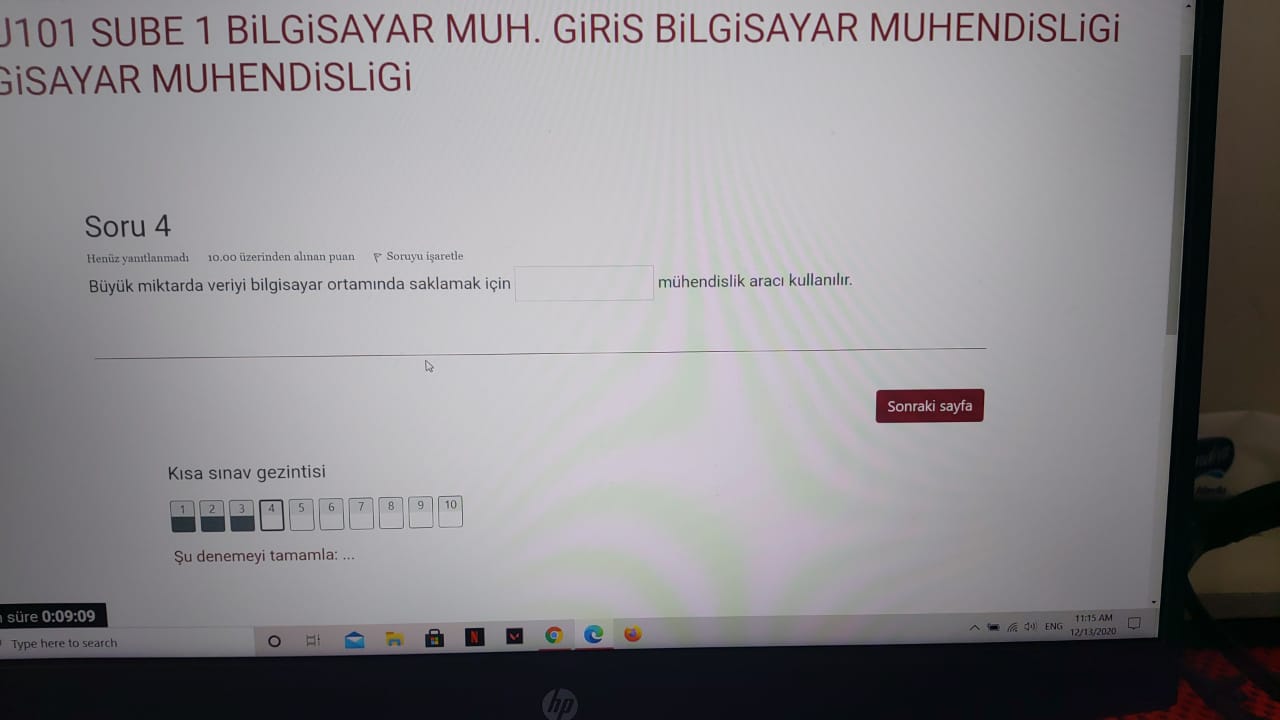 J101 SUBE 1 BiLGiSAYAR MUH. GiRiS BiLGiSAYAR MUHENDiSLiGi
GiSAYAR MUHENDiSLiGi
Soru 4
Henüz yanıtlanmadı 10.00 üzerinden alınan puan Soruyu işaretle
Büyük miktarda veriyi bilgisayar ortamında saklamak için mühendislik aracı kullanılır.
Sonraki sayfa
Kısa sınav gezintisi
1 2 3 4 5 6 7 8 9 10
Şu denemeyi tamamla: ...
süre 0:09:09
Type here to search
ENG
11:15 AM
12/13/2020
hp